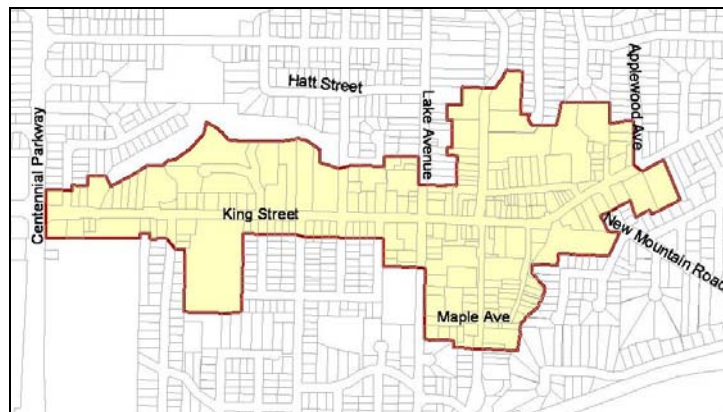 Hatt Street
Lake Avenue
Applewood Ave
Centennial Parkway
King Street
New Mountain Road
Maple Ave